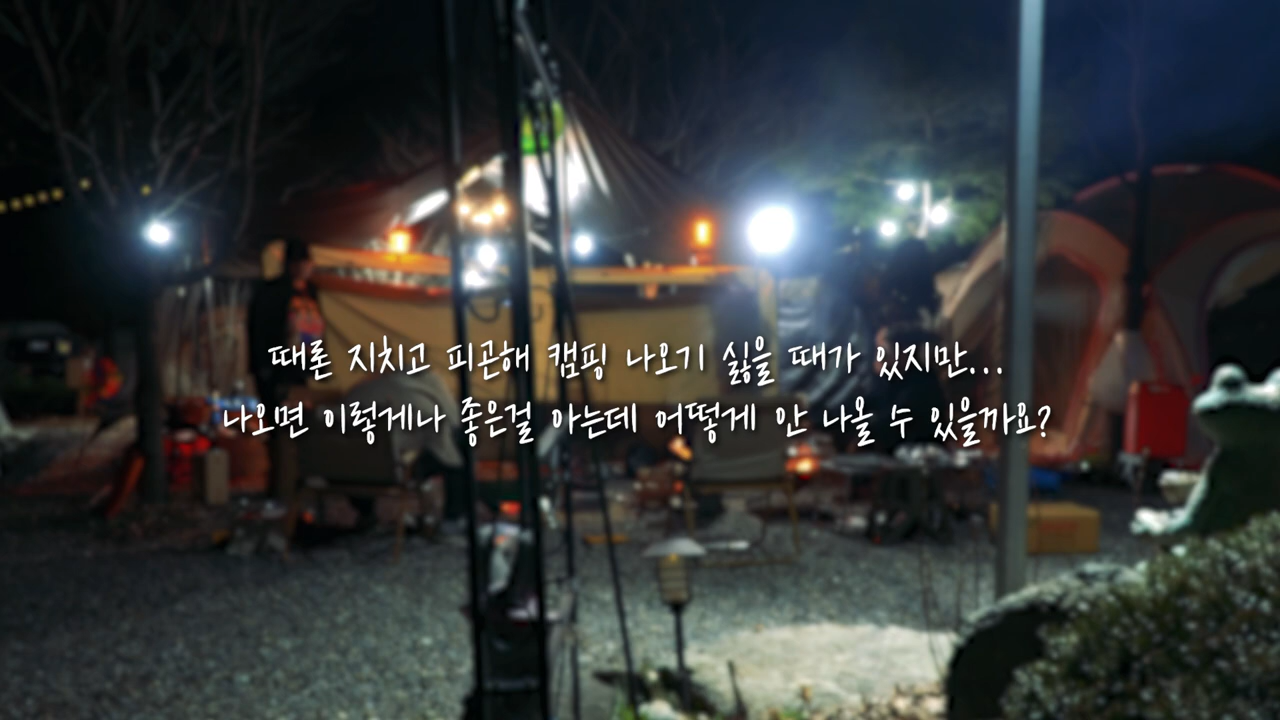 때론 지치고 피곤해 캠핑 나오기 싫을 때가 있지만...
나오면 이렇게나 좋은걸 아는데 어떻게 안 나올 수 있을까요?